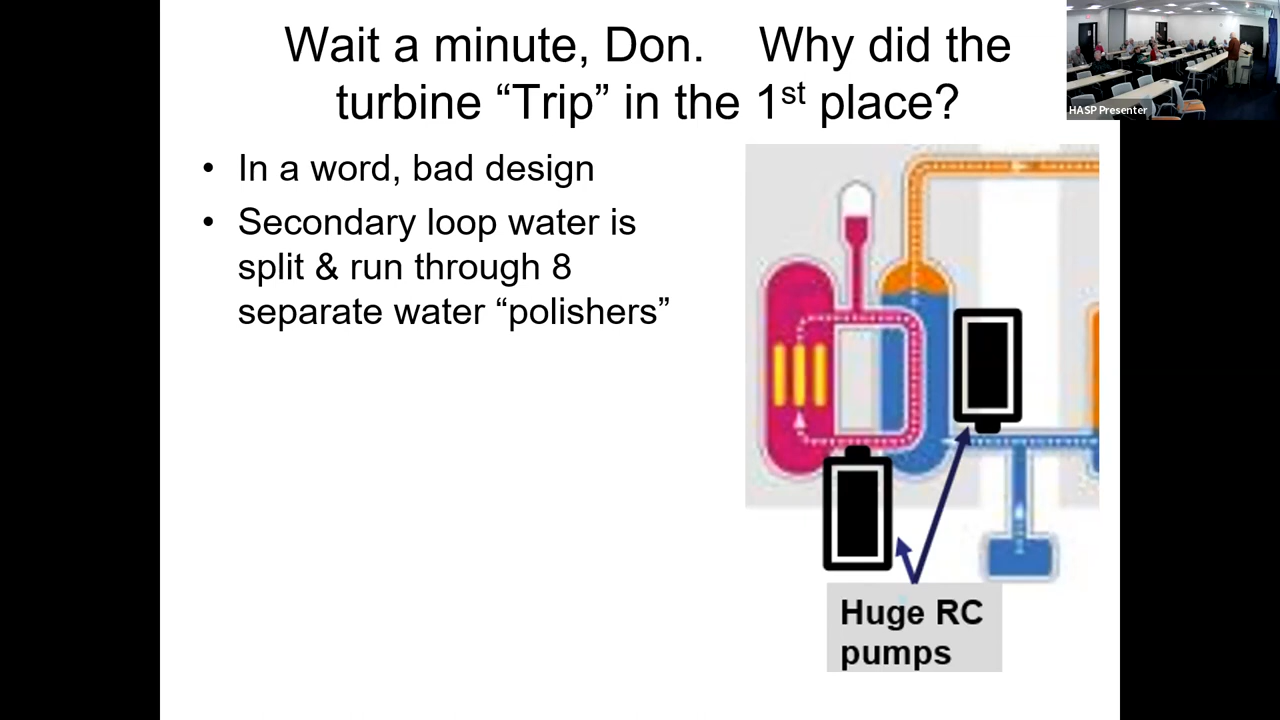 Wait a minute, Don. Why did the
turbine “Trip” in the 1st place?
HASP Presenter
• In a word, bad design
• Secondary loop water is
split & run through 8
separate water “polishers”
Huge RC
pumps